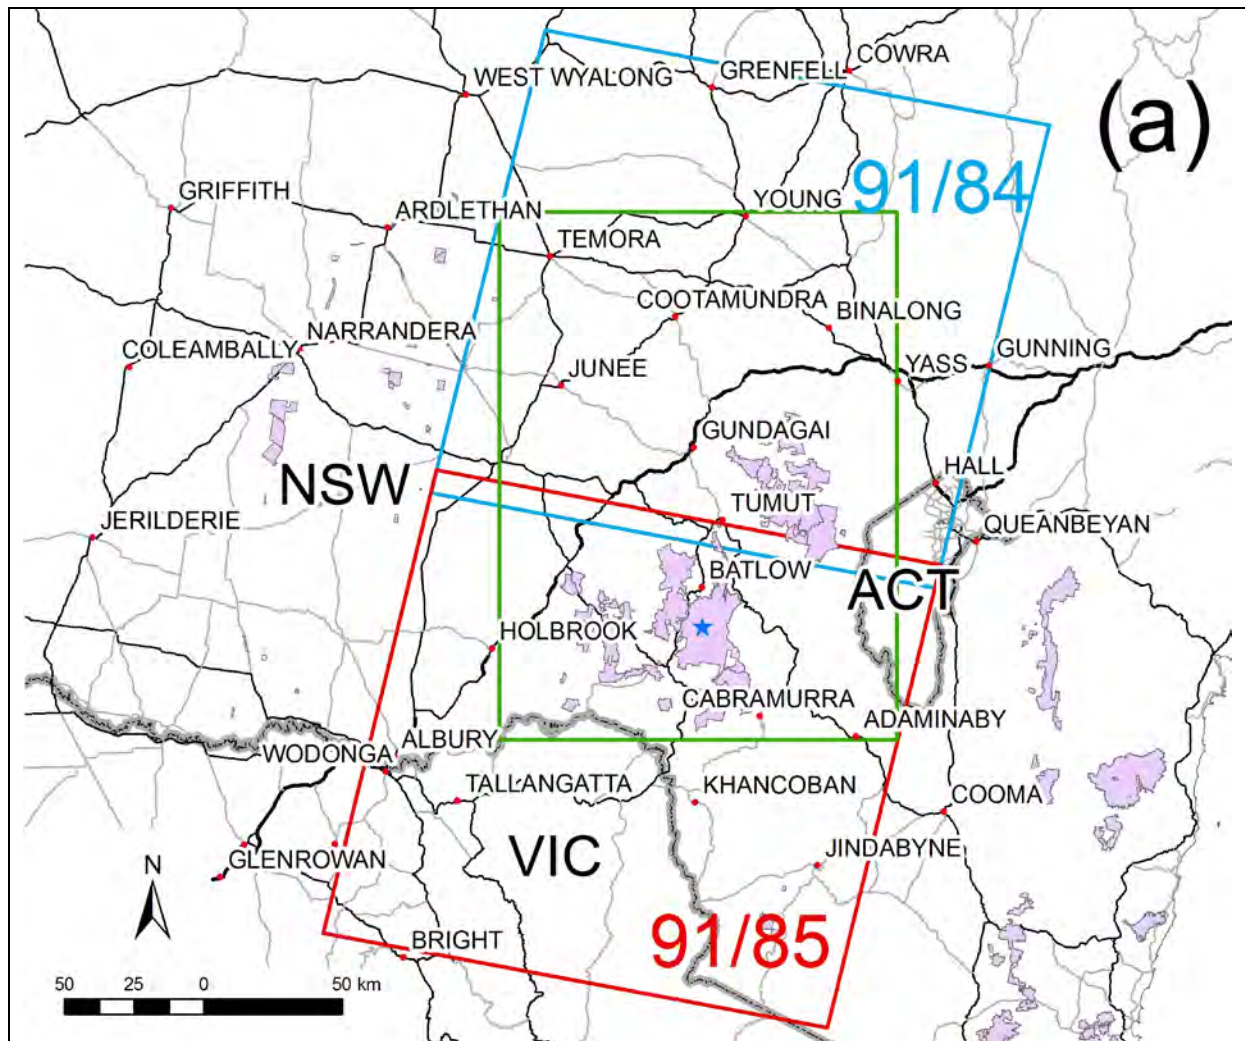 COWRA
GRENFELL
WEST WYALONG
(a)
91/84
GRIFFITH
YOUNG
ARDLETHAN
TEMORA
COOTAMUNDRA
BINALONG
NARRANDERA
COLEAMBALLY
GUNNING
YASS
JUNEE
GUNDAGAI
HALL
NSW
TUMUT
JERILDERIE
QUEANBEYAN
BATLOW
ACT
HOLBROOK
CABRAMURRA
ADAMINABY
ALBURY
WODONGA
TALLANGATTA
KHANCOBAN
COOMA
VIC
JINDABYNE
GLENROWAN
N
BRIGHT
91/85
50 25 0 50 km